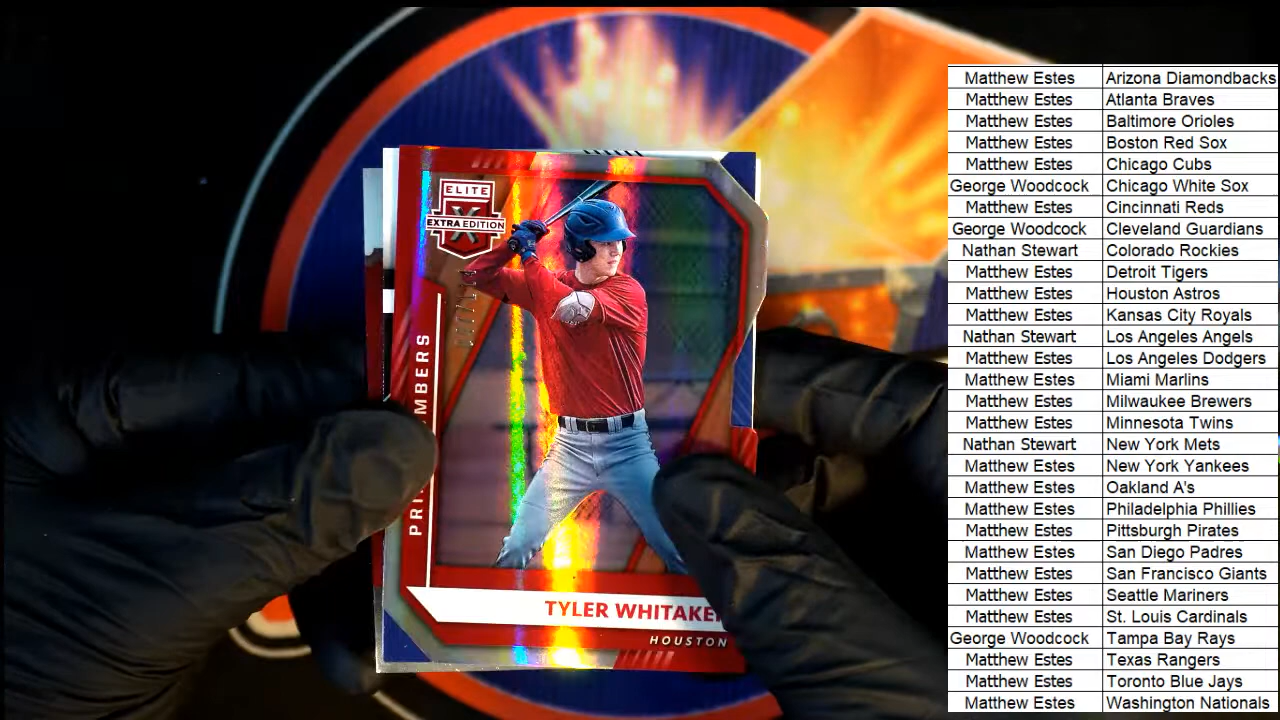 ELITE
X
EXTRA EDITION
TYLER WHITAKE
HOUSTON
Matthew Estes Arizona Diamondbacks
Matthew Estes Atlanta Braves
Matthew Estes Baltimore Orioles
Matthew Estes Boston Red Sox
Matthew Estes Chicago Cubs
George Woodcock Chicago White Sox
Matthew Estes Cincinnati Reds
George Woodcock Cleveland Guardians
Nathan Stewart Colorado Rockies
Matthew Estes Detroit Tigers
Matthew Estes Houston Astros
Matthew Estes Kansas City Royals
Nathan Stewart Los Angeles Angels
Matthew Estes Los Angeles Dodgers
Matthew Estes Miami Marlins
Matthew Estes Milwaukee Brewers
Matthew Estes Minnesota Twins
Nathan Stewart New York Mets
Matthew Estes New York Yankees
Matthew Estes Oakland A's
Matthew Estes Philadelphia Phillies
Matthew Estes Pittsburgh Pirates
Matthew Estes San Diego Padres
Matthew Estes San Francisco Giants
Matthew Estes Seattle Mariners
Matthew Estes St. Louis Cardinals
George Woodcock Tampa Bay Rays
Matthew Estes Texas Rangers
Matthew Estes Toronto Blue Jays
Matthew Estes Washington Nationals